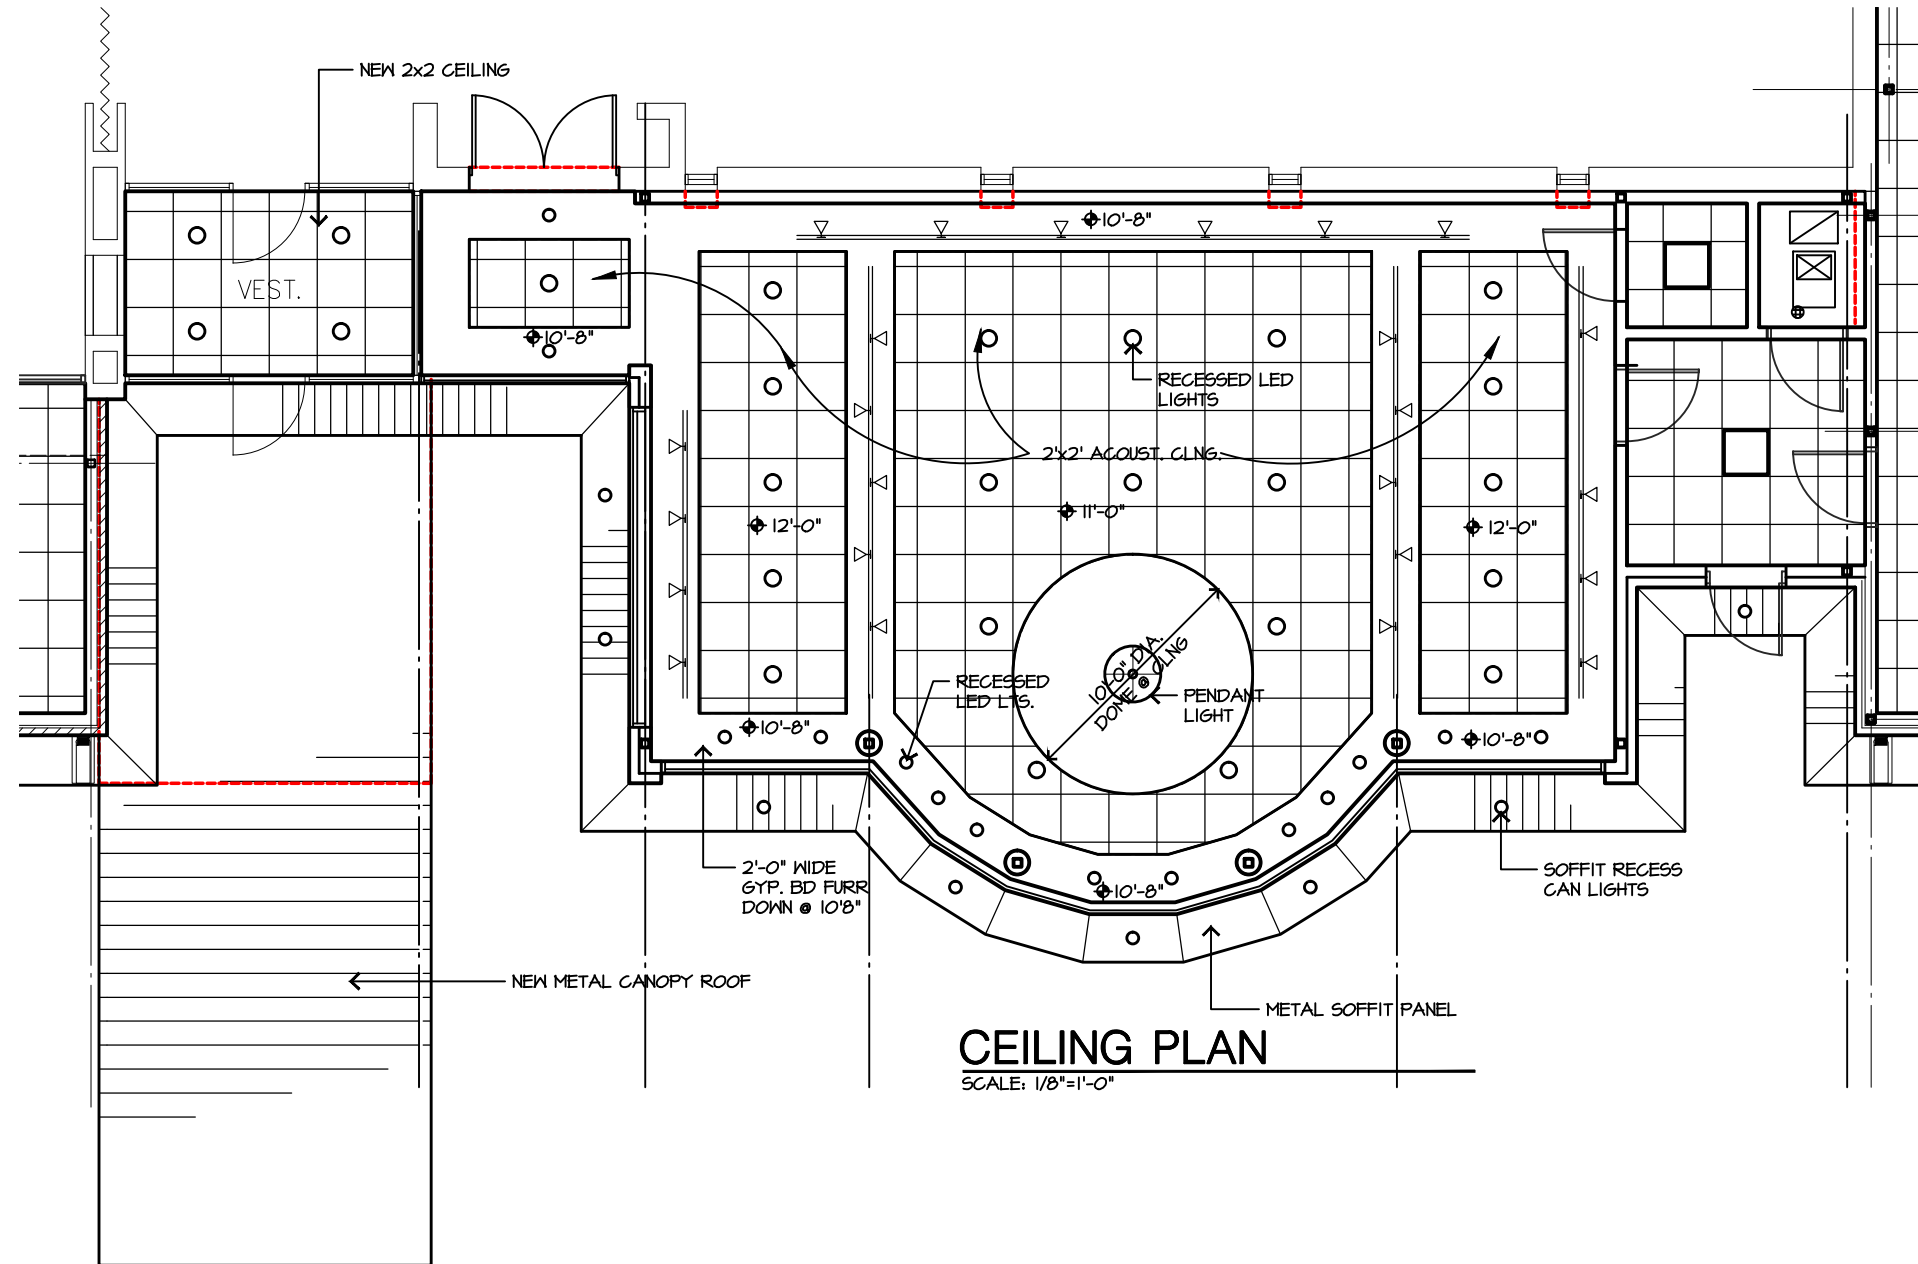 NEW 2x2 CEILING
10'-8"
VEST.
10'-8"
RECESSED LED
LIGHTS
2'x2' ACOUST. CLNG.
11'-0"
12'-0"
12'-0"
10'-0" DIA.
DOME @ CLNG
RECESSED
LED LTS.
PENDANT
LIGHT
10'-8"
10'-8"
2'-0" WIDE
GYP. BD FURR
DOWN @ 10'8"
10'-8"
SOFFIT RECESS
CAN LIGHTS
NEW METAL CANOPY ROOF
METAL SOFFIT PANEL
CEILING PLAN
SCALE: 1/8"=1'-0"